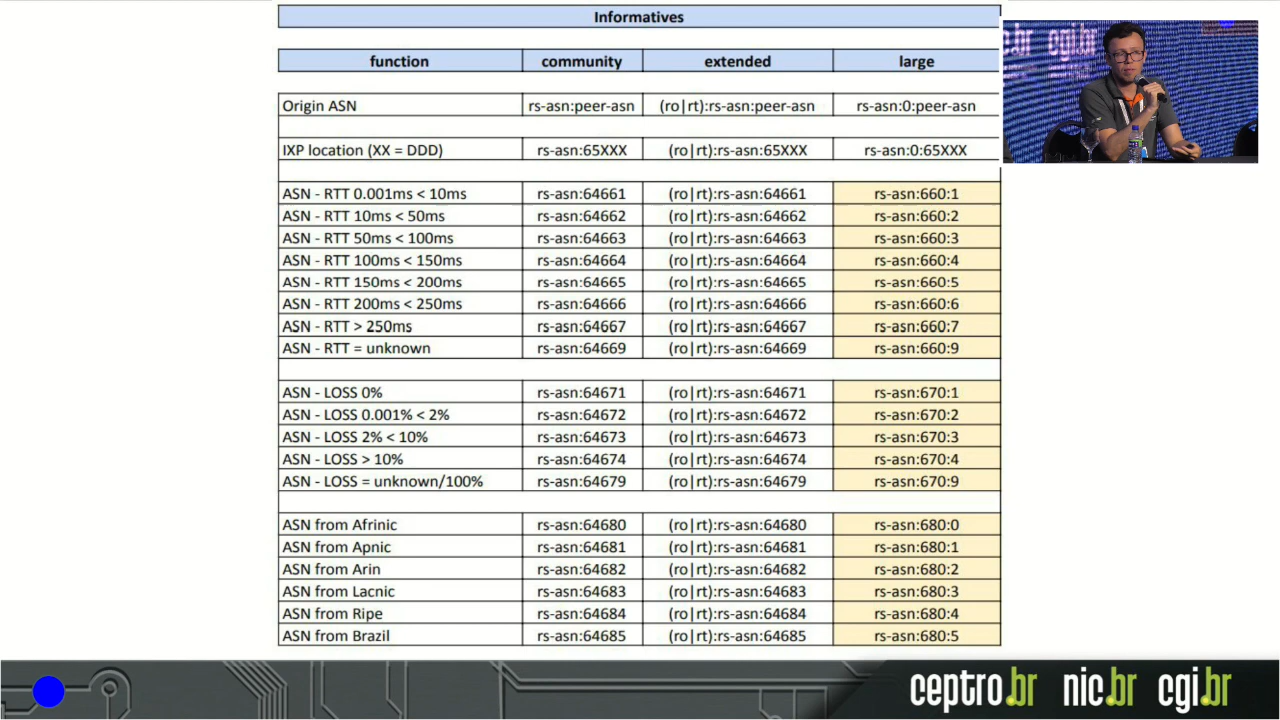 Informatives
function community extended large
Origin ASN rs-asn:peer-asn (ro|rt):rs-asn:peer-asn rs-asn:0:peer-asn
IXP location (XX = DDD) rs-asn:65XXX (ro|rt):rs-asn:65XXX rs-asn:0:65XXX
ASN - RTT 0.001ms < 10ms rs-asn:64661 (ro|rt):rs-asn:64661 rs-asn:660:1
ASN - RTT 10ms < 50ms rs-asn:64662 (ro|rt):rs-asn:64662 rs-asn:660:2
ASN - RTT 50ms < 100ms rs-asn:64663 (ro|rt):rs-asn:64663 rs-asn:660:3
ASN - RTT 100ms < 150ms rs-asn:64664 (ro|rt):rs-asn:64664 rs-asn:660:4
ASN - RTT 150ms < 200ms rs-asn:64665 (ro|rt):rs-asn:64665 rs-asn:660:5
ASN - RTT 200ms < 250ms rs-asn:64666 (ro|rt):rs-asn:64666 rs-asn:660:6
ASN - RTT > 250ms rs-asn:64667 (ro|rt):rs-asn:64667 rs-asn:660:7
ASN - RTT = unknown rs-asn:64669 (ro|rt):rs-asn:64669 rs-asn:660:9
ASN - LOSS 0% rs-asn:64671 (ro|rt):rs-asn:64671 rs-asn:670:1
ASN - LOSS 0.001% < 2% rs-asn:64672 (ro|rt):rs-asn:64672 rs-asn:670:2
ASN - LOSS 2% < 10% rs-asn:64673 (ro|rt):rs-asn:64673 rs-asn:670:3
ASN - LOSS > 10% rs-asn:64674 (ro|rt):rs-asn:64674 rs-asn:670:4
ASN - LOSS = unknown/100% rs-asn:64679 (ro|rt):rs-asn:64679 rs-asn:670:9
ASN from Afrinic rs-asn:64680 (ro|rt):rs-asn:64680 rs-asn:680:0
ASN from Apnic rs-asn:64681 (ro|rt):rs-asn:64681 rs-asn:680:1
ASN from Arin rs-asn:64682 (ro|rt):rs-asn:64682 rs-asn:680:2
ASN from Lacnic rs-asn:64683 (ro|rt):rs-asn:64683 rs-asn:680:3
ASN from Ripe rs-asn:64684 (ro|rt):rs-asn:64684 rs-asn:680:4
ASN from Brazil rs-asn:64685 (ro|rt):rs-asn:64685 rs-asn:680:5
.br cgi.br
ceptro.br nic.br cgi.br